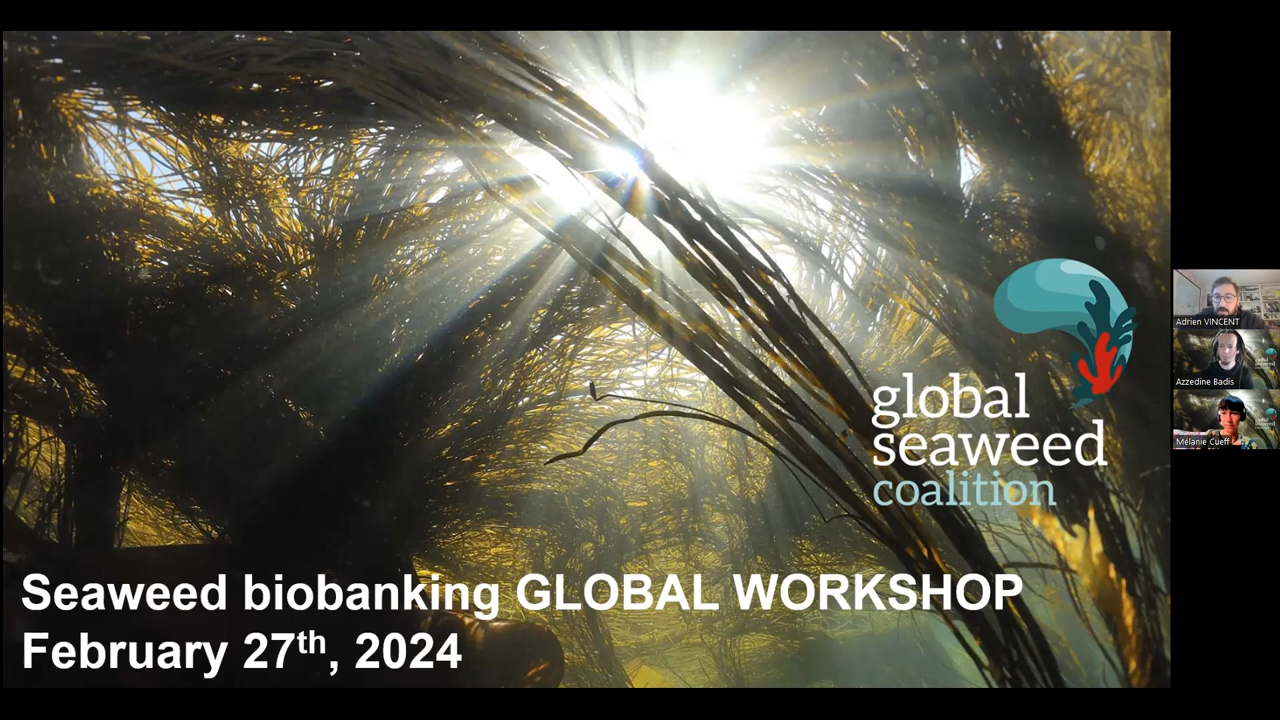 global
seaweed
coalition
Seaweed biobanking GLOBAL WORKSHOP
February 27th, 2024
Adrien VINCENT
Azzedine Badis
Mélanie Cueff